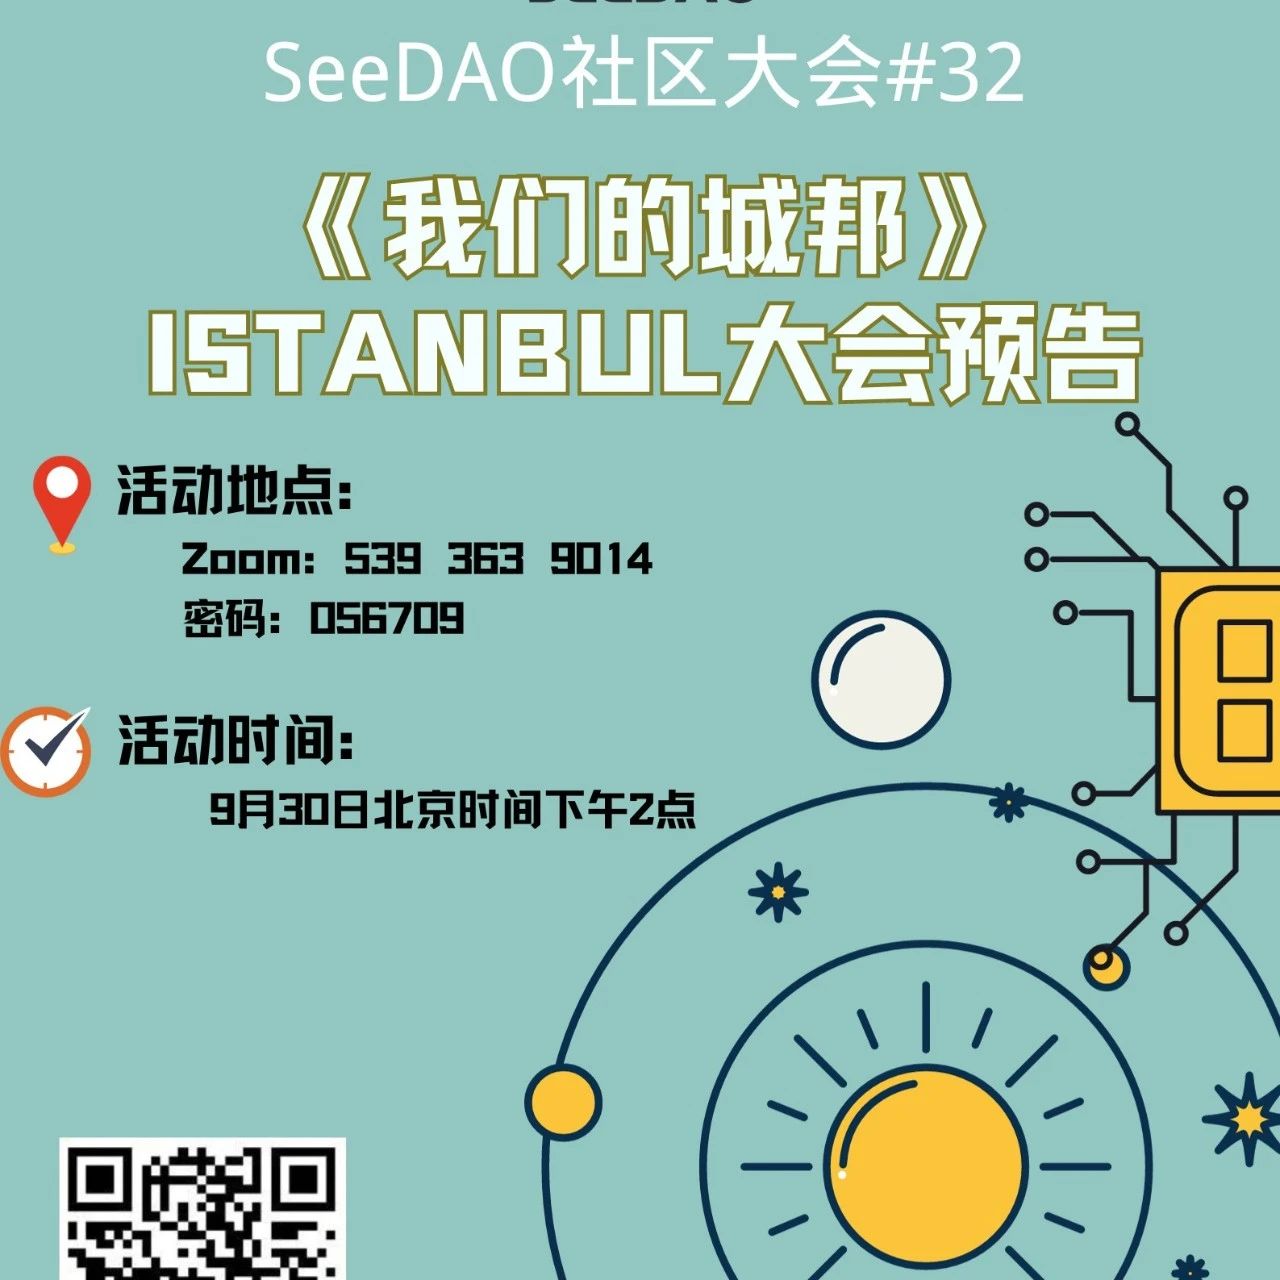 SeeDAO社区大会#32
《我们的城邦》
ISTANBUL大会预告
活动地点:
Zoom: 539 363 9014
密码: 056709
活动时间:
9月30日北京时间下午2点